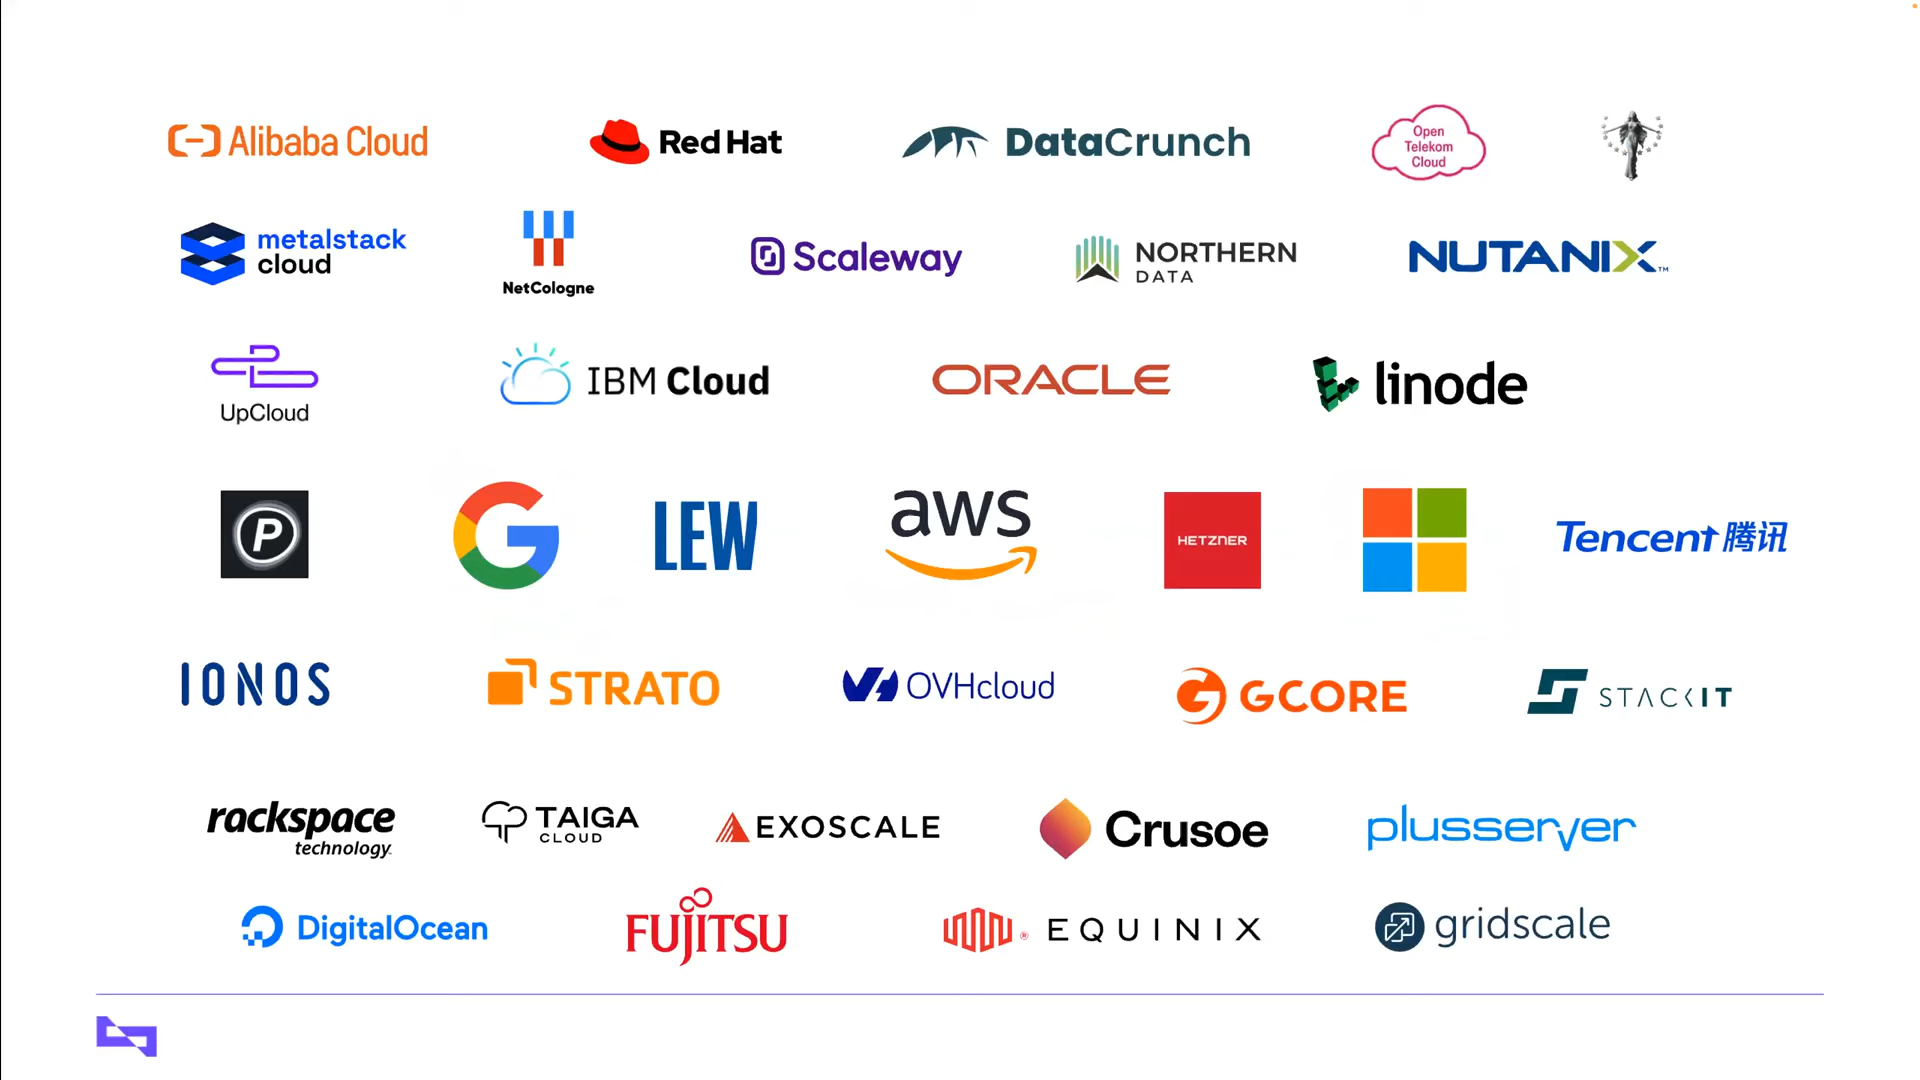 Alibaba Cloud
Red Hat
DataCrunch
Open
Telekom
Cloud
metalstack
cloud
NetCologne
Scaleway
NORTHERN
DATA
NUTANIX™
UpCloud
IBM Cloud
ORACLE
linode
P
G
LEW
aws
HETZNER
Tencent 腾讯
IONOS
STRATO
OVHcloud
GCORE
STACKIT
rackspace
technology.
TAIGA
CLOUD
EXOSCALE
Crusoe
plusserver
DigitalOcean
FUJITSU
® EQUINIX
gridscale